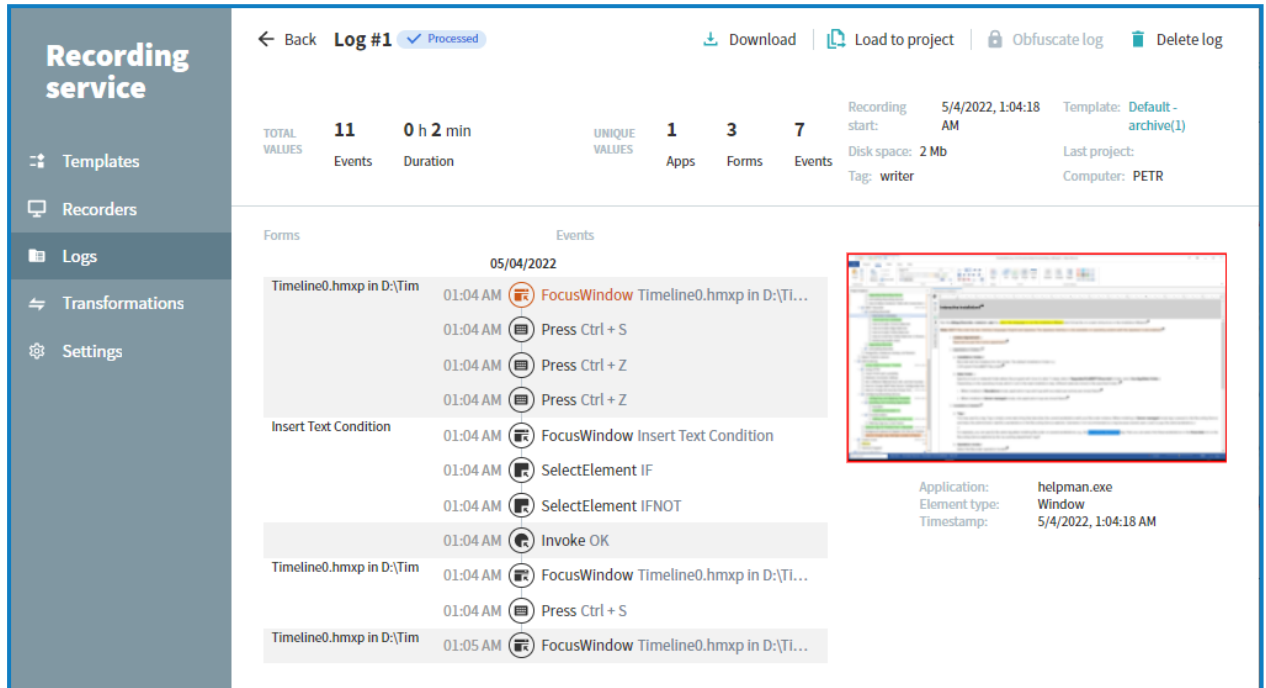 Recording
service
Templates
Recorders
Logs
Transformations
Settings
Back Log #1 Processed
Download Load to project Obfuscate log Delete log
TOTAL
VALUES
11
Events
0 h 2 min
Duration
UNIQUE
VALUES
1
Apps
3
Forms
7
Events
Recording
start:
5/4/2022, 1:04:18
AM
Disk space: 2 Mb
Tag: writer
Template: Default -
archive(1)
Last project:
Computer: PETR
Forms Events
05/04/2022
Timeline0.hmxp in D:\Tim 01:04 AM FocusWindow Timeline0.hmxp in D:\Ti...
01:04 AM Press Ctrl + S
01:04 AM Press Ctrl + Z
01:04 AM Press Ctrl + Z
Insert Text Condition 01:04 AM FocusWindow Insert Text Condition
01:04 AM SelectElement IF
01:04 AM SelectElement IFNOT
01:04 AM Invoke OK
Timeline0.hmxp in D:\Tim 01:04 AM FocusWindow Timeline0.hmxp in D:\Ti...
01:04 AM Press Ctrl + S
Timeline0.hmxp in D:\Tim 01:05 AM FocusWindow Timeline0.hmxp in D:\Ti...
Application: helpman.exe
Element type: Window
Timestamp: 5/4/2022, 1:04:18 AM